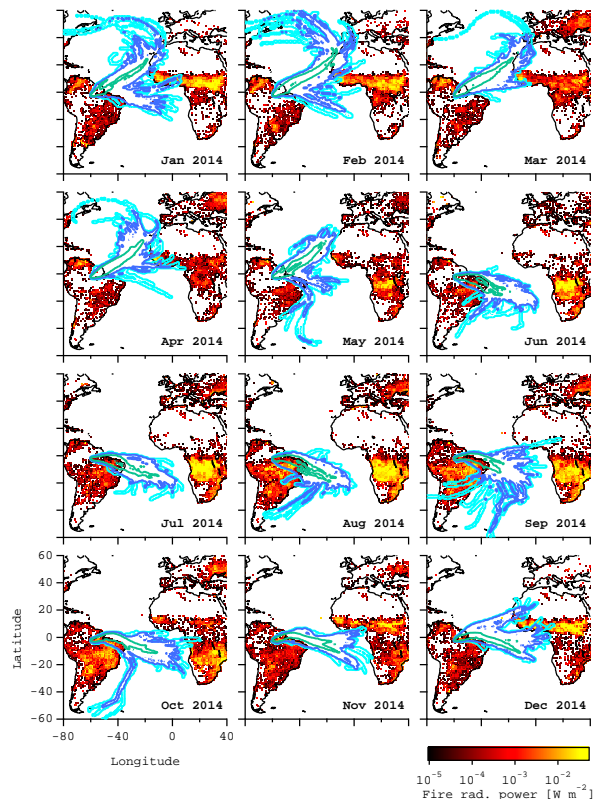 Jan 2014
Feb 2014
Mar 2014
Apr 2014
May 2014
Jun 2014
Jul 2014
Aug 2014
Sep 2014
60
40
20
0
-20
-40
-60
Latitude
Oct 2014
Nov 2014
Dec 2014
-80
-40
0
40
Longitude
10-5
10-4
10-3
10-2
Fire rad. power [W m-2]